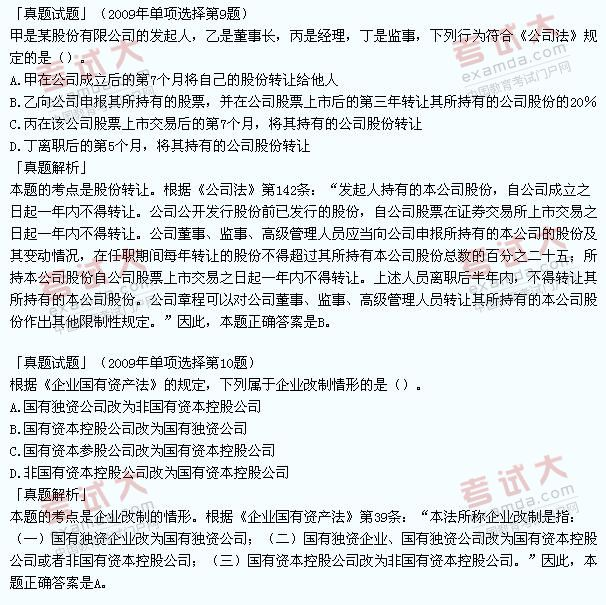 「真题试题」（2009年单项选择第9题）
甲是某股份有限公司的发起人，乙是董事长，丙是经理，丁是监事，下列行为符合《公司法》规
定的是（）。
A.甲在公司成立后的第7个月将自己的股份转让给他人
B.乙向公司申报其所持有的股票，并在公司股票上市后的第三年转让其所持有的公司股份的20%
C.丙在该公司股票上市交易后的第7个月，将其持有的公司股份转让
D.丁离职后的第5个月，将其持有的公司股份转让
「真题解析」
本题的考点是股份转让。根据《公司法》第142条：“发起人持有的本公司股份，自公司成立之
日起一年内不得转让。公司公开发行股份前已发行的股份，自公司股票在证券交易所上市交易之
日起一年内不得转让。公司董事、监事、高级管理人员应当向公司申报所持有的本公司的股份及
其变动情况，在任职期间每年转让的股份不得超过其所持有本公司股份总数的百分之二十五；所
持本公司股份自公司股票上市交易之日起一年内不得转让。上述人员离职后半年内，不得转让其
所持有的本公司股份。公司章程可以对公司董事、监事、高级管理人员转让其所持有的本公司股
份作出其他限制性规定。”因此，本题正确答案是B。
「真题试题」（2009年单项选择第10题）
根据《企业国有资产法》的规定，下列属于企业改制情形的是（）。
A.国有独资公司改为非国有资本控股公司
B.国有资本控股公司改为国有独资公司
C.国有资本参股公司改为国有资本控股公司
D.非国有资本控股公司改为国有资本控股公司
「真题解析」
本题的考点是企业改制的情形。根据《企业国有资产法》第39条：“本法所称企业改制是指：
（一）国有独资企业改为国有独资公司；（二）国有独资企业、国有独资公司改为国有资本控股
公司或者非国有资本控股公司；（三）国有资本控股公司改为非国有资本控股公司。”因此，本
题正确答案是A。
考试大
examda.com
中国教育考试门户网